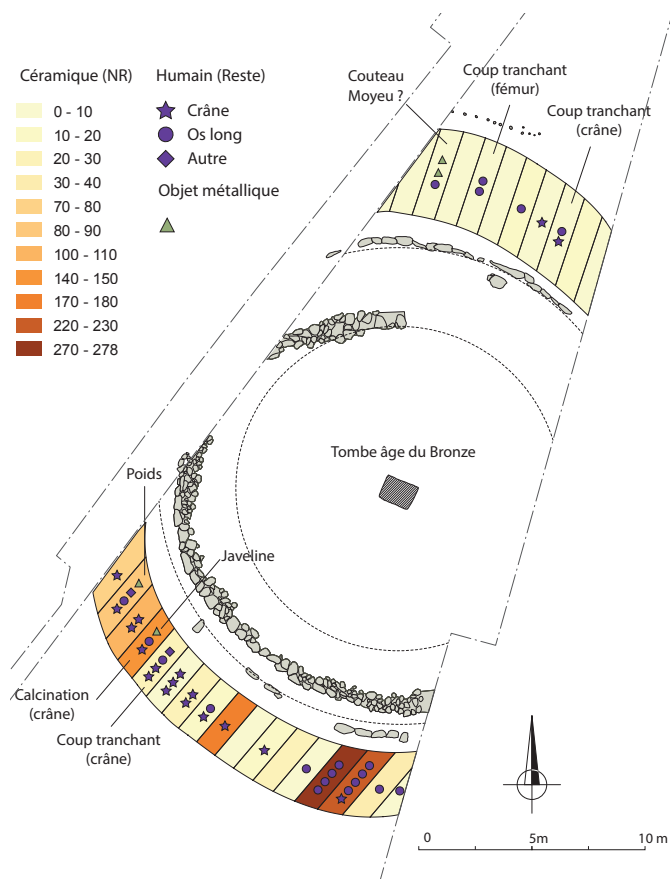 Céramique (NR)
0 - 10
10 - 20
20 - 30
30 - 40
70 - 80
80 - 90
100 - 110
140 - 150
170 - 180
220 - 230
270 - 278
Humain (Reste)
Crâne
Os long
Autre
Objet métallique
Couteau
Moyeu ?
Coup tranchant
(fémur)
Coup tranchant
(crâne)
Tombe âge du Bronze
Poids
Javeline
Calcination
(crâne)
Coup tranchant
(crâne)
0
5m
10 m